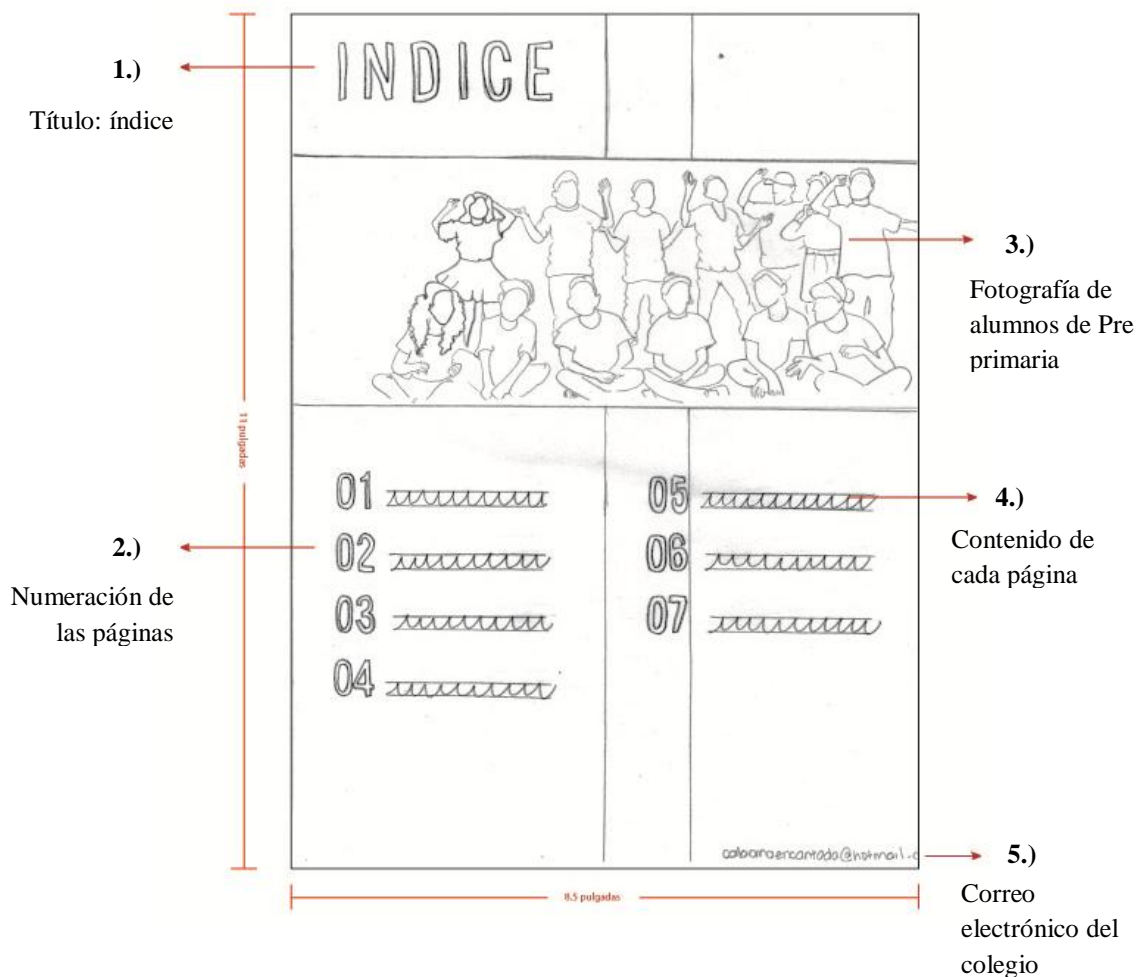 INDICE
1.)
Título: índice
3.)
Fotografía de
alumnos de Pre
primaria
11 pulgadas
01
02
03
04
05
06
07
2.)
Numeración de
las páginas
4.)
Contenido de
cada página
8.5 pulgadas
5.)
Correo
electrónico del
colegio